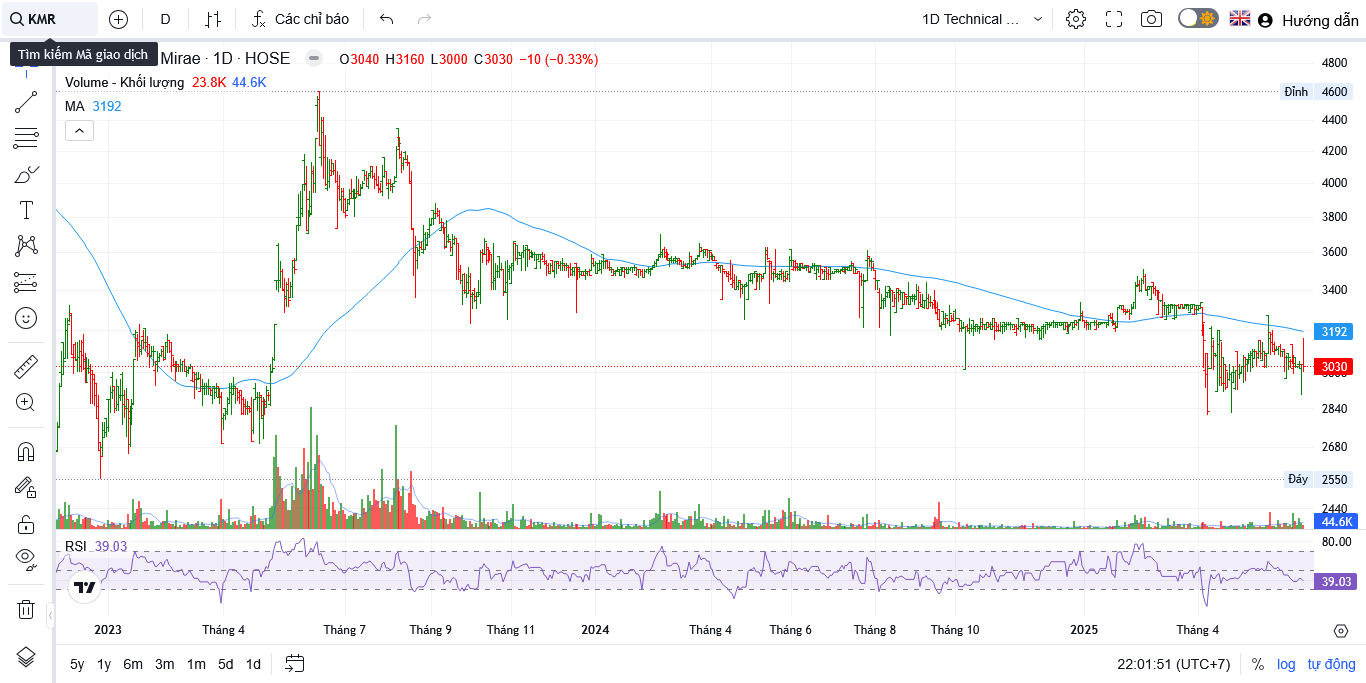 KMR
D
Các chỉ báo
1D Technical ...
Hướng dẫn
Tìm kiếm Mã giao dịch
Mirae · 1D · HOSE
O3040 H3160 L3000 C3030 −10 (−0.33%)
Volume - Khối lượng 23.8K 44.6K
MA 3192
4800
Đỉnh 4600
4400
4200
4000
3800
3600
3400
3192
3030
2840
2680
Đáy 2550
2440
44.6K
RSI 39.03
80.00
39.03
2023 Tháng 4 Tháng 7 Tháng 9 Tháng 11 2024 Tháng 4 Tháng 6 Tháng 8 Tháng 10 2025 Tháng 4
5y 1y 6m 3m 1m 5d 1d
22:01:51 (UTC+7) % log tự động